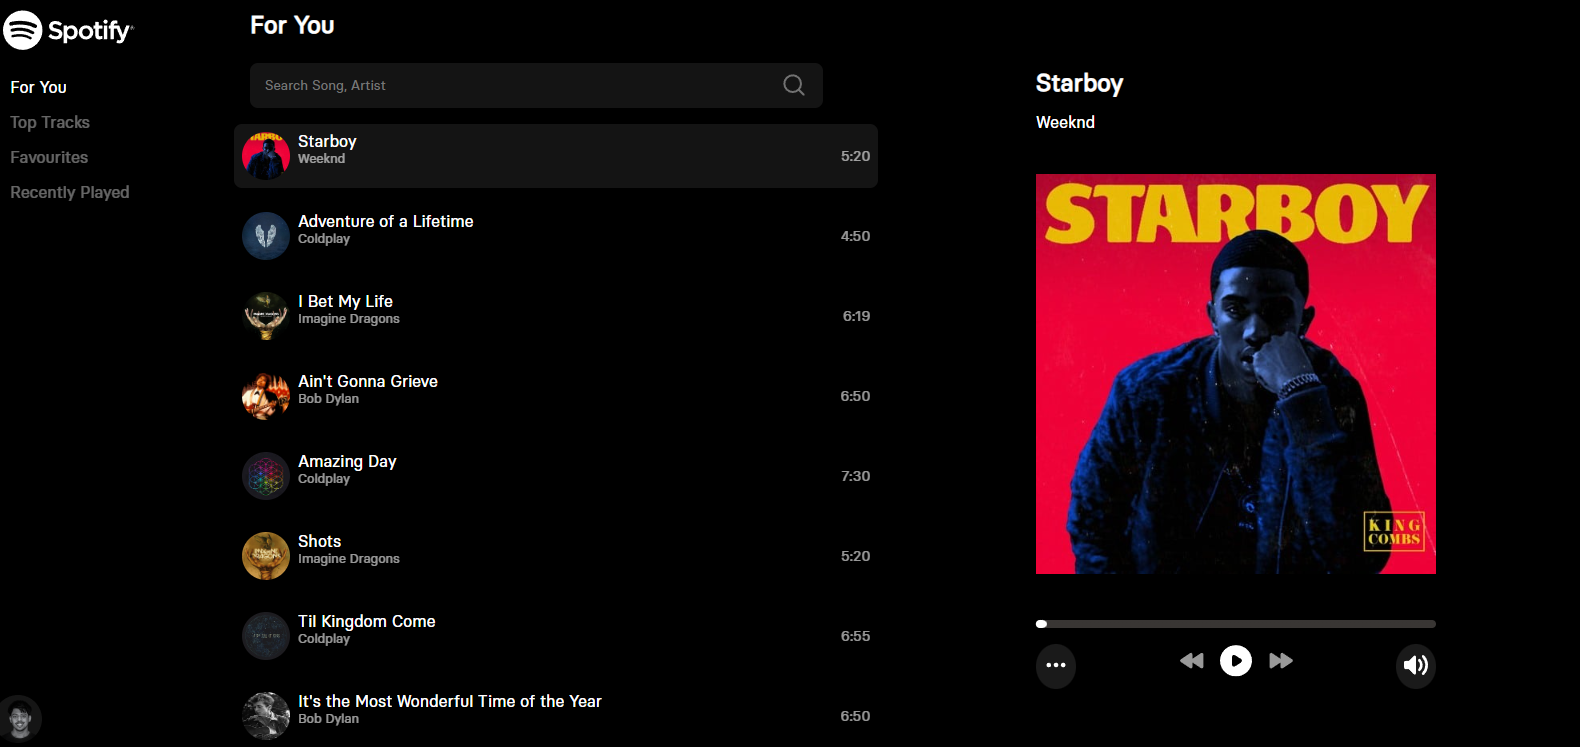 Spotify®
For You
Top Tracks
Favourites
Recently Played
For You
Search Song, Artist
Starboy
Weeknd
5:20
Adventure of a Lifetime
Coldplay
4:50
I Bet My Life
Imagine Dragons
6:19
Ain't Gonna Grieve
Bob Dylan
6:50
Amazing Day
Coldplay
7:30
Shots
Imagine Dragons
5:20
Til Kingdom Come
Coldplay
6:55
It's the Most Wonderful Time of the Year
Bob Dylan
6:50
Starboy
Weeknd
STARBOY
KING
COMBS